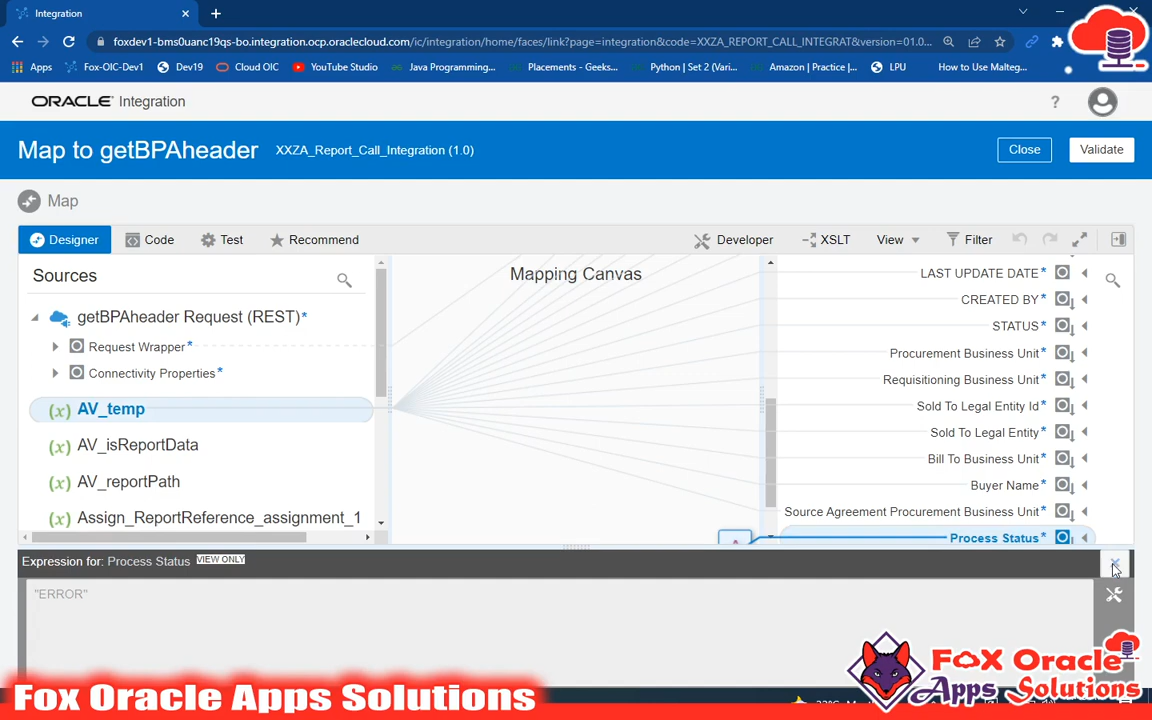 Integration
foxdev1-bms0uanc19qs-bo.integration.ocp.oraclecloud.com/ic/integration/home/faces/link?page=integration&code=XXZA_REPORT_CALL_INTEGRAT&version=01.0...
Apps
Fox-OIC-Dev1
Dev19
Cloud OIC
YouTube Studio
Java Programming...
Placements - Geeks...
Python | Set 2 (Vari...
Amazon | Practice |...
LPU
How to Use Malteg...
ORACLE Integration
?
Map to getBPAheader
XXZA_Report_Call_Integration (1.0)
Close
Validate
Map
Designer
Code
Test
Recommend
Developer
XSLT
View
Filter
Sources
Mapping Canvas
LAST UPDATE DATE*
CREATED BY*
getBPAheader Request (REST)*
STATUS*
Request Wrapper*
Procurement Business Unit*
Connectivity Properties*
Requisitioning Business Unit*
(x) AV_temp
Sold To Legal Entity Id*
Sold To Legal Entity*
(x) AV_isReportData
Bill To Business Unit*
(x) AV_reportPath
Buyer Name*
(x) Assign_ReportReference_assignment_1
Source Agreement Procurement Business Unit*
Process Status*
Expression for: Process Status VIEW ONLY
"ERROR"
Fox Oracle Apps Solutions
FOX Oracle
Apps Solutions